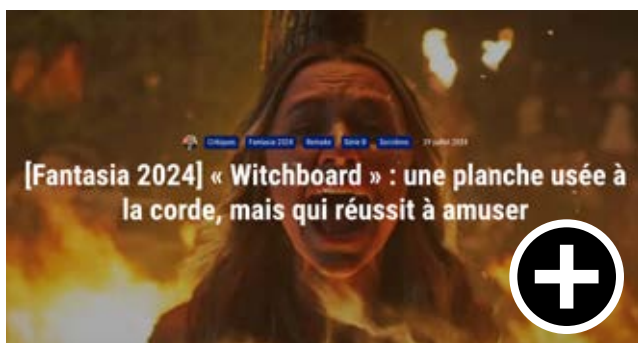 Critiques Fantasia 2024 Remake Série B Sorcières 29 juillet 2024
[Fantasia 2024] « Witchboard » : une planche usée à
la corde, mais qui réussit à amuser